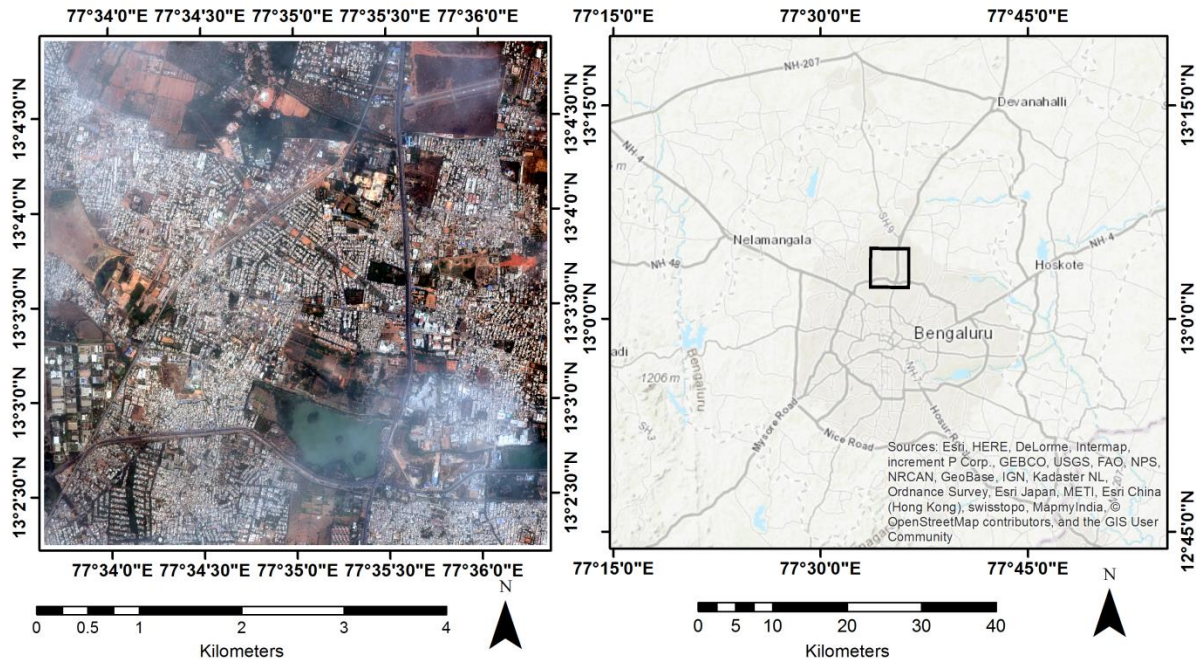 77°34'0"E 77°34'30"E 77°35'0"E 77°35'30"E 77°36'0"E
13°4'30"N
13°4'0"N
13°3'30"N
13°3'0"N
13°2'30"N
13°4'30"N
13°4'0"N
13°3'30"N
13°3'0"N
13°2'30"N
77°34'0"E 77°34'30"E 77°35'0"E 77°35'30"E 77°36'0"E
0 0.5 1 2 3 4
Kilometers
N
77°15'0"E 77°30'0"E 77°45'0"E
13°15'0"N
13°0'0"N
12°45'0"N
NH-207
Devanahalli
NH-4
m
SH-9
Nelamangala
NH-4
NH 48
Hoskote
Bengaluru
adi
1206 m
Bengaluru
NH-7
SH-
Mysore Road
Nice Road
Hosur
Sources: Esri, HERE, DeLorme, Intermap,
increment P Corp., GEBCO, USGS, FAO, NPS,
NRCAN, GeoBase, IGN, Kadaster NL,
Ordnance Survey, Esri Japan, METI, Esri China
(Hong Kong), swisstopo, MapmyIndia, ©
OpenStreetMap contributors, and the GIS User
Community
13°15'0"N
13°0'0"N
12°45'0"N
77°15'0"E 77°30'0"E 77°45'0"E
0 5 10 20 30 40
Kilometers
N